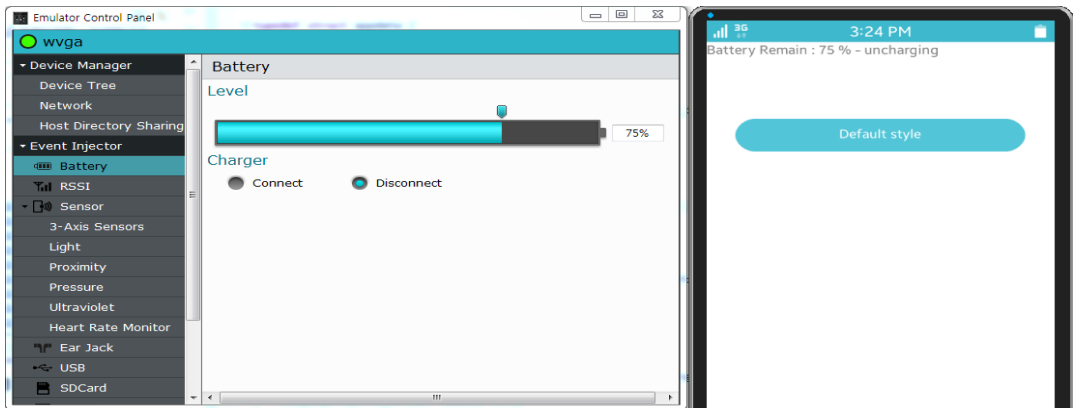 Emulator Control Panel
wvga
Device Manager
Device Tree
Network
Host Directory Sharing
Event Injector
Battery
RSSI
Sensor
3-Axis Sensors
Light
Proximity
Pressure
Ultraviolet
Heart Rate Monitor
Ear Jack
USB
SDCard
Battery
Level
75%
Charger
Connect Disconnect
3G 3:24 PM
Battery Remain : 75 % - uncharging
Default style